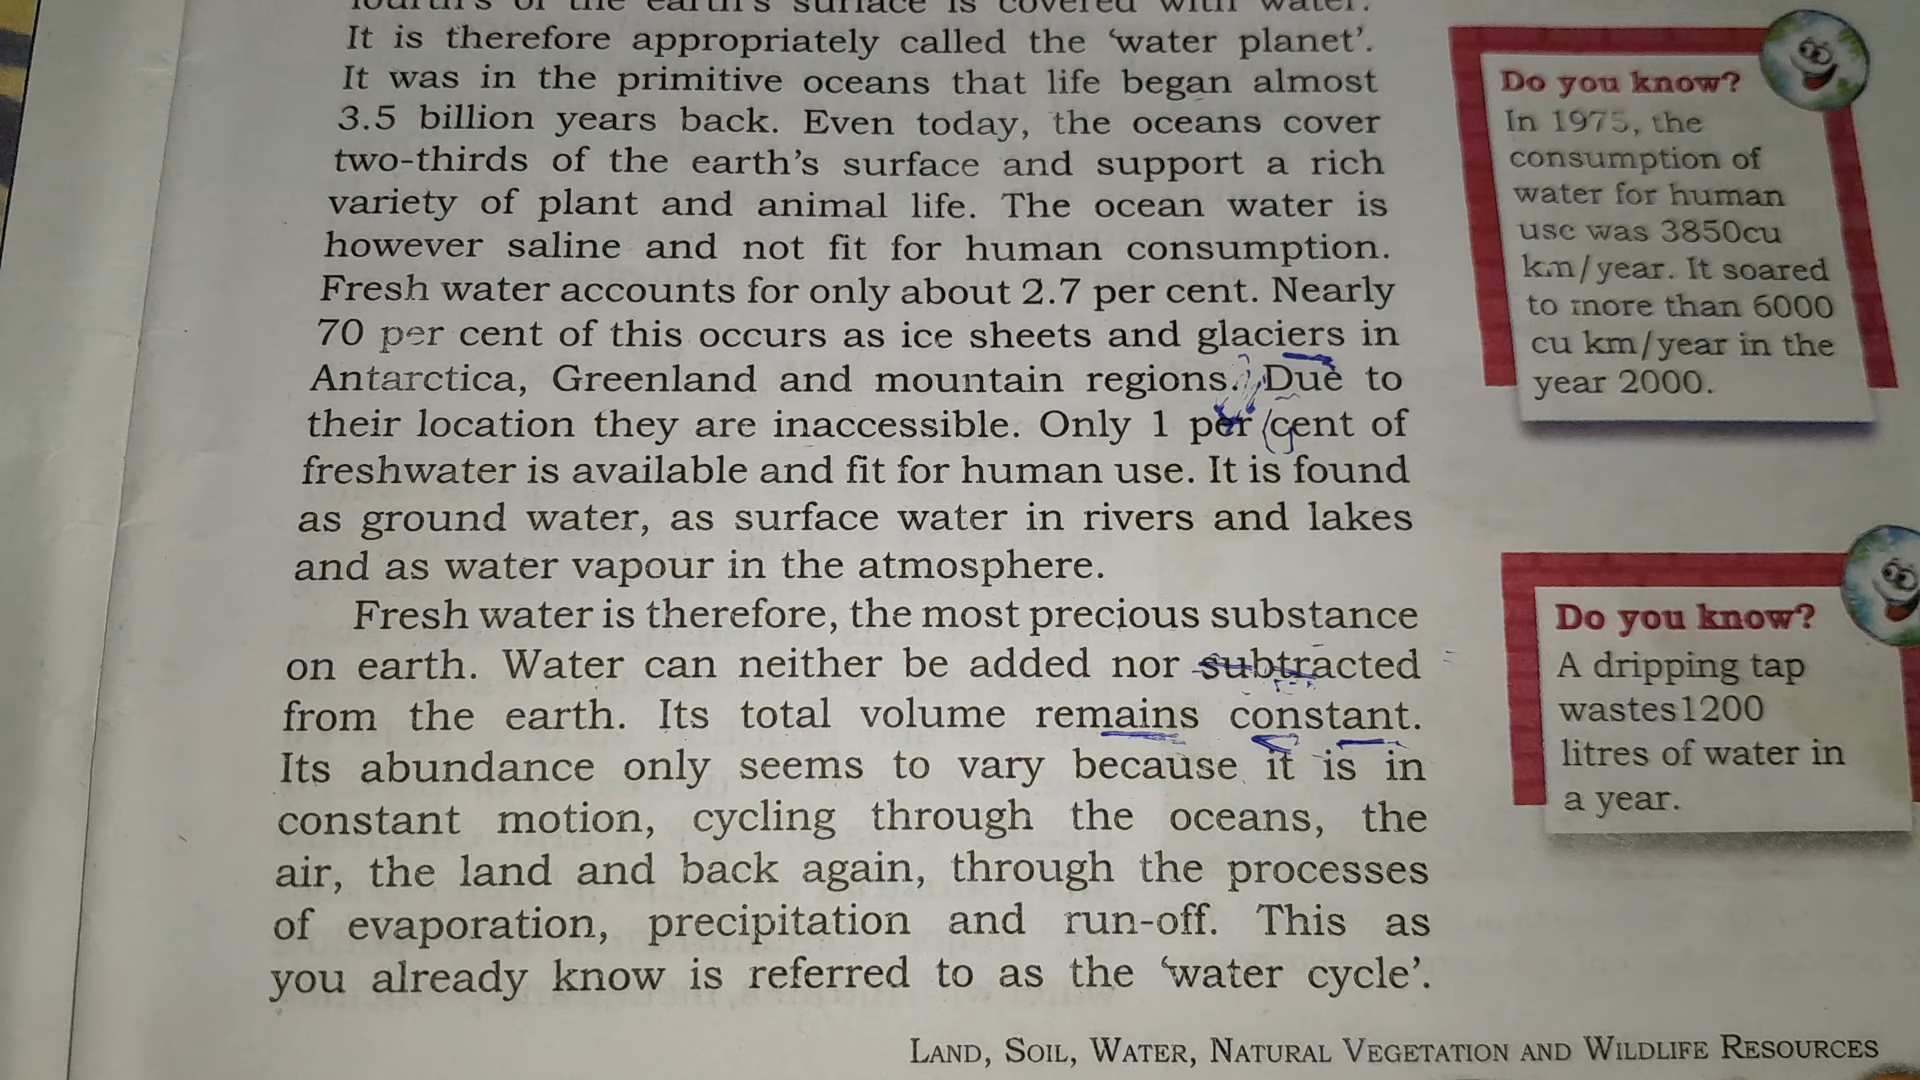 fourths of the earth's surface is covered with water.
It is therefore appropriately called the 'water planet'.
It was in the primitive oceans that life began almost
3.5 billion years back. Even today, the oceans cover
two-thirds of the earth's surface and support a rich
variety of plant and animal life. The ocean water is
however saline and not fit for human consumption.
Fresh water accounts for only about 2.7 per cent. Nearly
70 per cent of this occurs as ice sheets and glaciers in
Antarctica, Greenland and mountain regions. Due to
their location they are inaccessible. Only 1 per cent of
freshwater is available and fit for human use. It is found
as ground water, as surface water in rivers and lakes
and as water vapour in the atmosphere.
Fresh water is therefore, the most precious substance
on earth. Water can neither be added nor subtracted
from the earth. Its total volume remains constant.
Its abundance only seems to vary because it is in
constant motion, cycling through the oceans, the
air, the land and back again, through the processes
of evaporation, precipitation and run-off. This as
you already know is referred to as the 'water cycle'.
Do you know?
In 1975, the
consumption of
water for human
use was 3850cu
km/year. It soared
to more than 6000
cu km/year in the
year 2000.
Do you know?
A dripping tap
wastes1200
litres of water in
a year.
LAND, SOIL, WATER, NATURAL VEGETATION AND WILDLIFE RESOURCES